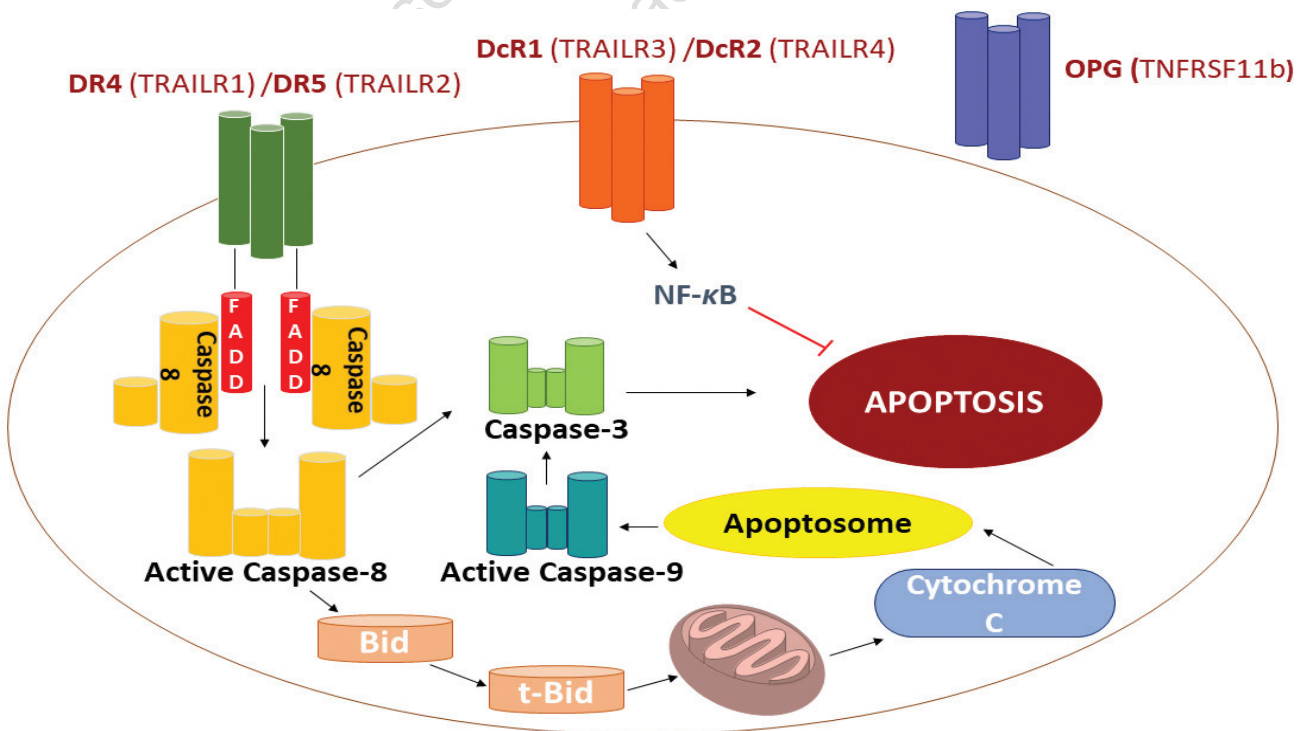 DcR1 (TRAILR3) /DcR2 (TRAILR4)
DR4 (TRAILR1) /DR5 (TRAILR2)
OPG (TNFRSF11b)
NF-κB
FADD
FADD
Caspase 8
Caspase 8
Caspase-3
APOPTOSIS
Active Caspase-8
Active Caspase-9
Apoptosome
Cytochrome
C
Bid
t-Bid